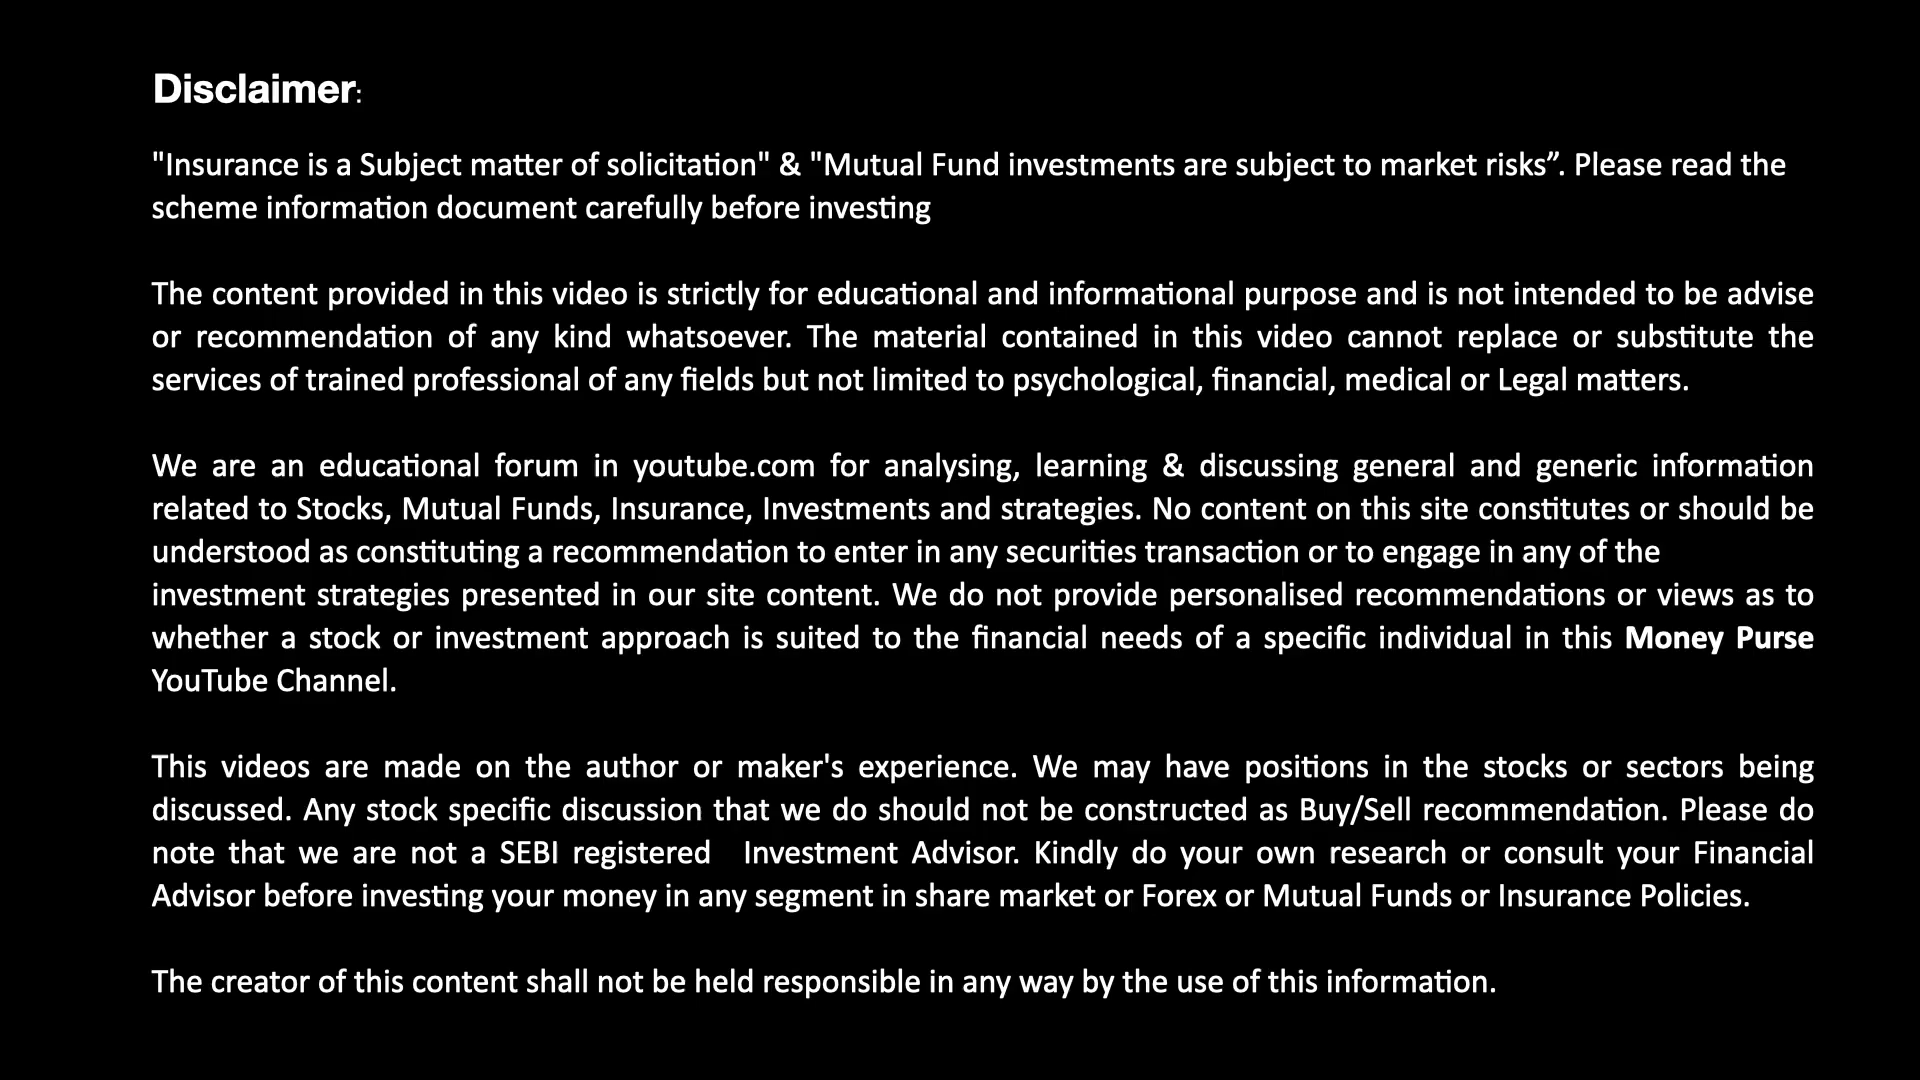 Disclaimer:
"Insurance is a Subject matter of solicitation" & "Mutual Fund investments are subject to market risks”. Please read the
scheme information document carefully before investing
The content provided in this video is strictly for educational and informational purpose and is not intended to be advise
or recommendation of any kind whatsoever. The material contained in this video cannot replace or substitute the
services of trained professional of any fields but not limited to psychological, financial, medical or Legal matters.
We are an educational forum in youtube.com for analysing, learning & discussing general and generic information
related to Stocks, Mutual Funds, Insurance, Investments and strategies. No content on this site constitutes or should be
understood as constituting a recommendation to enter in any securities transaction or to engage in any of the
investment strategies presented in our site content. We do not provide personalised recommendations or views as to
whether a stock or investment approach is suited to the financial needs of a specific individual in this Money Purse
YouTube Channel.
This videos are made on the author or maker's experience. We may have positions in the stocks or sectors being
discussed. Any stock specific discussion that we do should not be constructed as Buy/Sell recommendation. Please do
note that we are not a SEBI registered Investment Advisor. Kindly do your own research or consult your Financial
Advisor before investing your money in any segment in share market or Forex or Mutual Funds or Insurance Policies.
The creator of this content shall not be held responsible in any way by the use of this information.